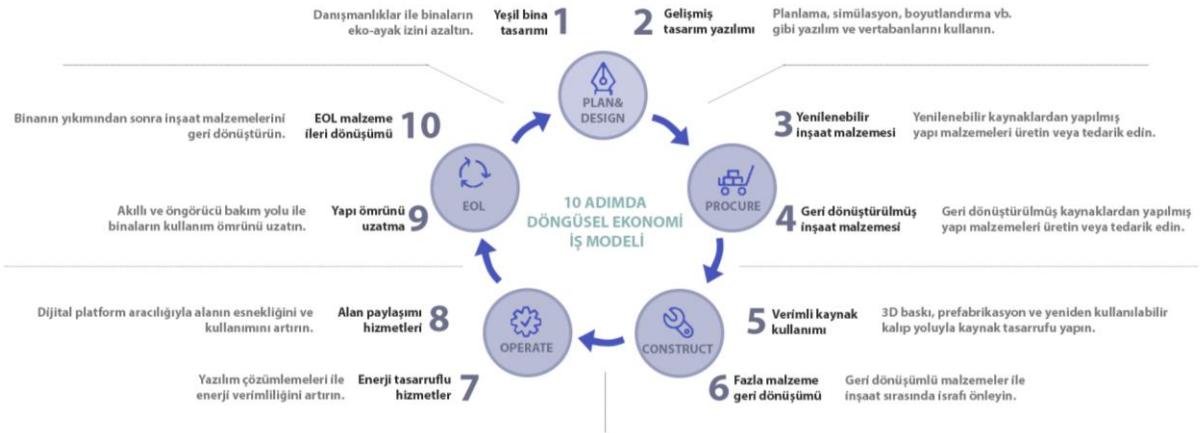 Danışmanlıklar ile binaların
eko-ayak izini azaltın.
Yeşil bina
tasarımı
1
2
Gelişmiş
tasarım yazılımı
Planlama, simülasyon, boyutlandırma vb.
gibi yazılım ve vertabanlarını kullanın.
PLAN&
DESIGN
3
Yenilenebilir
inşaat malzemesi
Yenilenebilir kaynaklardan yapılmış
yapı malzemeleri üretin veya tedarik edin.
PROCURE
4
Geri dönüştürülmüş
inşaat malzemesi
Geri dönüştürülmüş kaynaklardan yapılmış
yapı malzemeleri üretin veya tedarik edin.
5
Verimli kaynak
kullanımı
3D baskı, prefabrikasyon ve yeniden kullanılabilir
kalıp yoluyla kaynak tasarrufu yapın.
CONSTRUCT
6
Fazla malzeme
geri dönüşümü
Geri dönüşümlü malzemeler ile
inşaat sırasında israfı önleyin.
Yazılım çözümlemeleri ile
enerji verimliliğini artırın.
Enerji tasarruflu
hizmetler
7
OPERATE
Dijital platform aracılığıyla alanın esnekliğini ve
kullanımını artırın.
Alan paylaşımı
hizmetleri
8
Akıllı ve öngörücü bakım yolu ile
binaların kullanım ömrünü uzatın.
Yapı ömrünü
uzatma
9
EOL
Binanın yıkımından sonra inşaat malzemelerini
geri dönüştürün.
EOL malzeme
ileri dönüşümü
10
10 ADIMDA
DÖNGÜSEL EKONOMİ
İŞ MODELİ